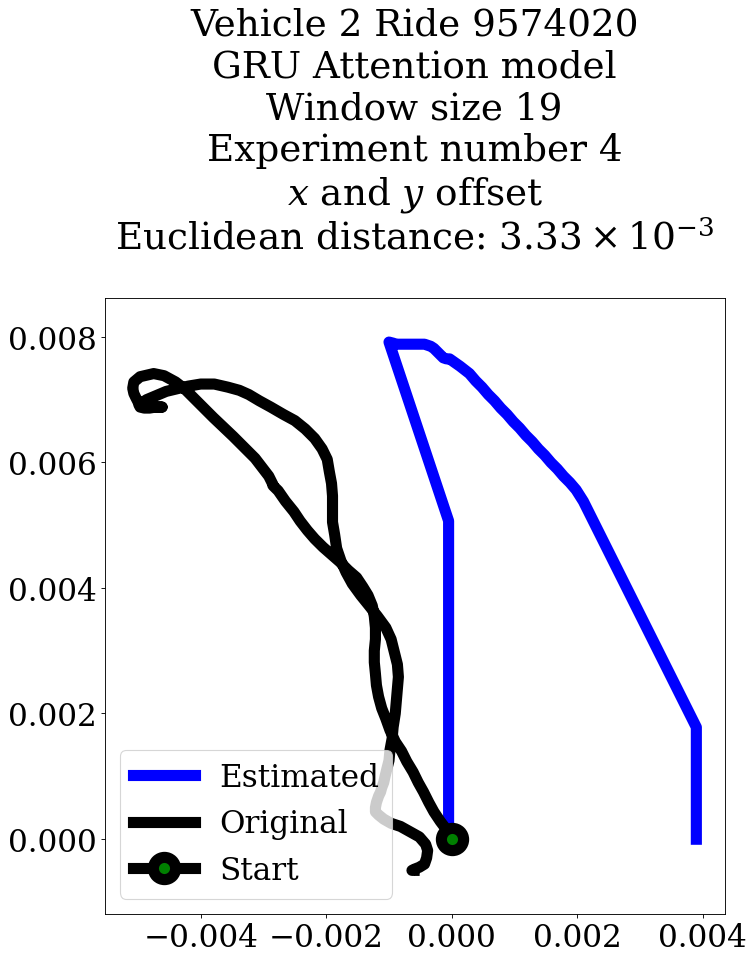 Vehicle 2 Ride 9574020
GRU Attention model
Window size 19
Experiment number 4
x and y offset
Euclidean distance: 3.33 × 10⁻³
0.008
0.006
0.004
0.002
0.000
Estimated
Original
Start
−0.004 −0.002 0.000 0.002 0.004